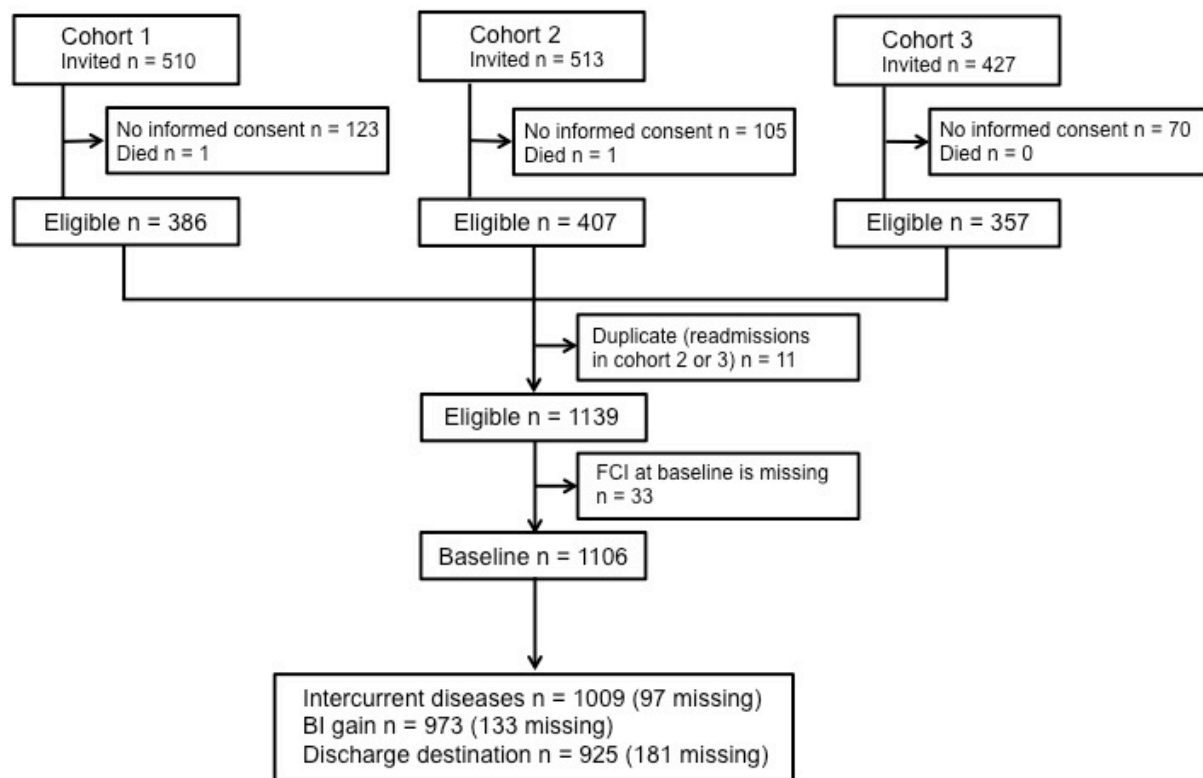 Cohort 1
Invited n = 510
Cohort 2
Invited n = 513
Cohort 3
Invited n = 427
No informed consent n = 123
Died n = 1
No informed consent n = 105
Died n = 1
No informed consent n = 70
Died n = 0
Eligible n = 386
Eligible n = 407
Eligible n = 357
Duplicate (readmissions
in cohort 2 or 3) n = 11
Eligible n = 1139
FCI at baseline is missing
n = 33
Baseline n = 1106
Intercurrent diseases n = 1009 (97 missing)
BI gain n = 973 (133 missing)
Discharge destination n = 925 (181 missing)